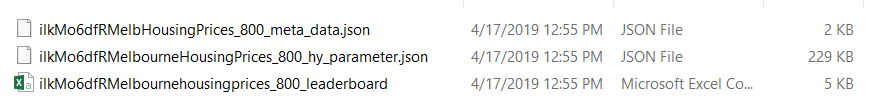 ilkMo6dfRMelbHousingPrices_800_meta_data.json 4/17/2019 12:55 PM JSON File 2 KB
ilkMo6dfRMelbourneHousingPrices_800_hy_parameter.json 4/17/2019 12:55 PM JSON File 229 KB
ilkMo6dfRMelbournehousingprices_800_leaderboard 4/17/2019 12:55 PM Microsoft Excel Co... 5 KB